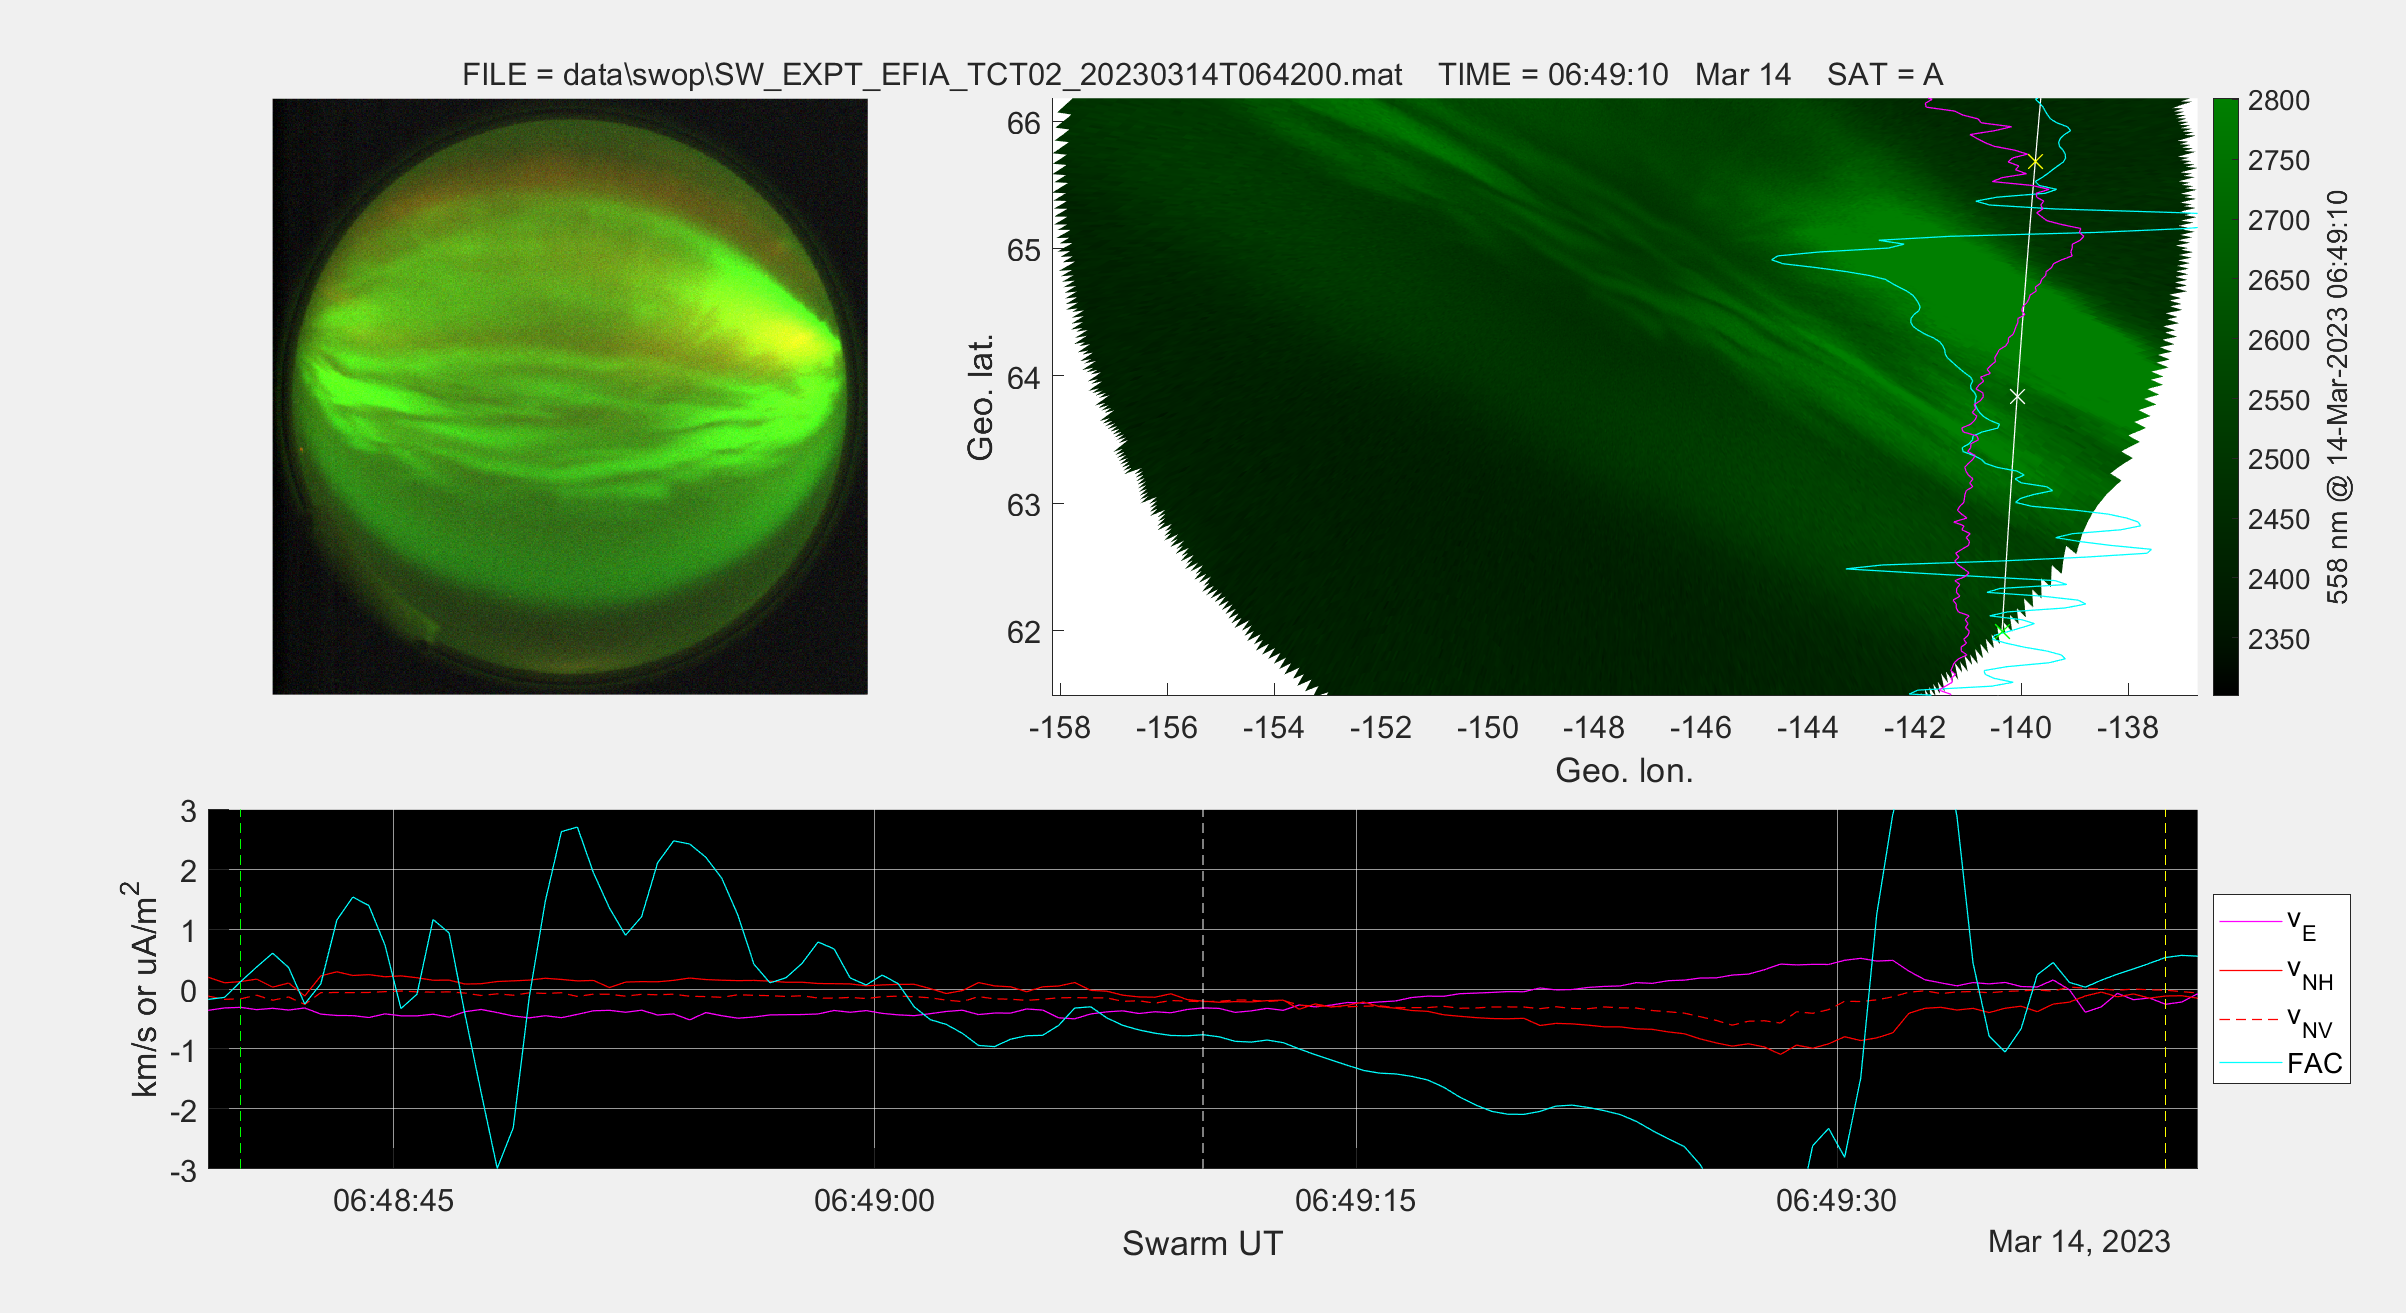 FILE = data\swop\SW_EXPT_EFIA_TCT02_20230314T064200.mat TIME = 06:49:10 Mar 14 SAT = A
66
65
64
63
62
Geo. lat.
-158 -156 -154 -152 -150 -148 -146 -144 -142 -140 -138
Geo. lon.
2800
2750
2700
2650
2600
2550
2500
2450
2400
2350
558 nm @ 14-Mar-2023 06:49:10
3
2
1
0
-1
-2
-3
km/s or uA/m2
06:48:45 06:49:00 06:49:15 06:49:30
Swarm UT
Mar 14, 2023
vE
vNH
vNV
FAC